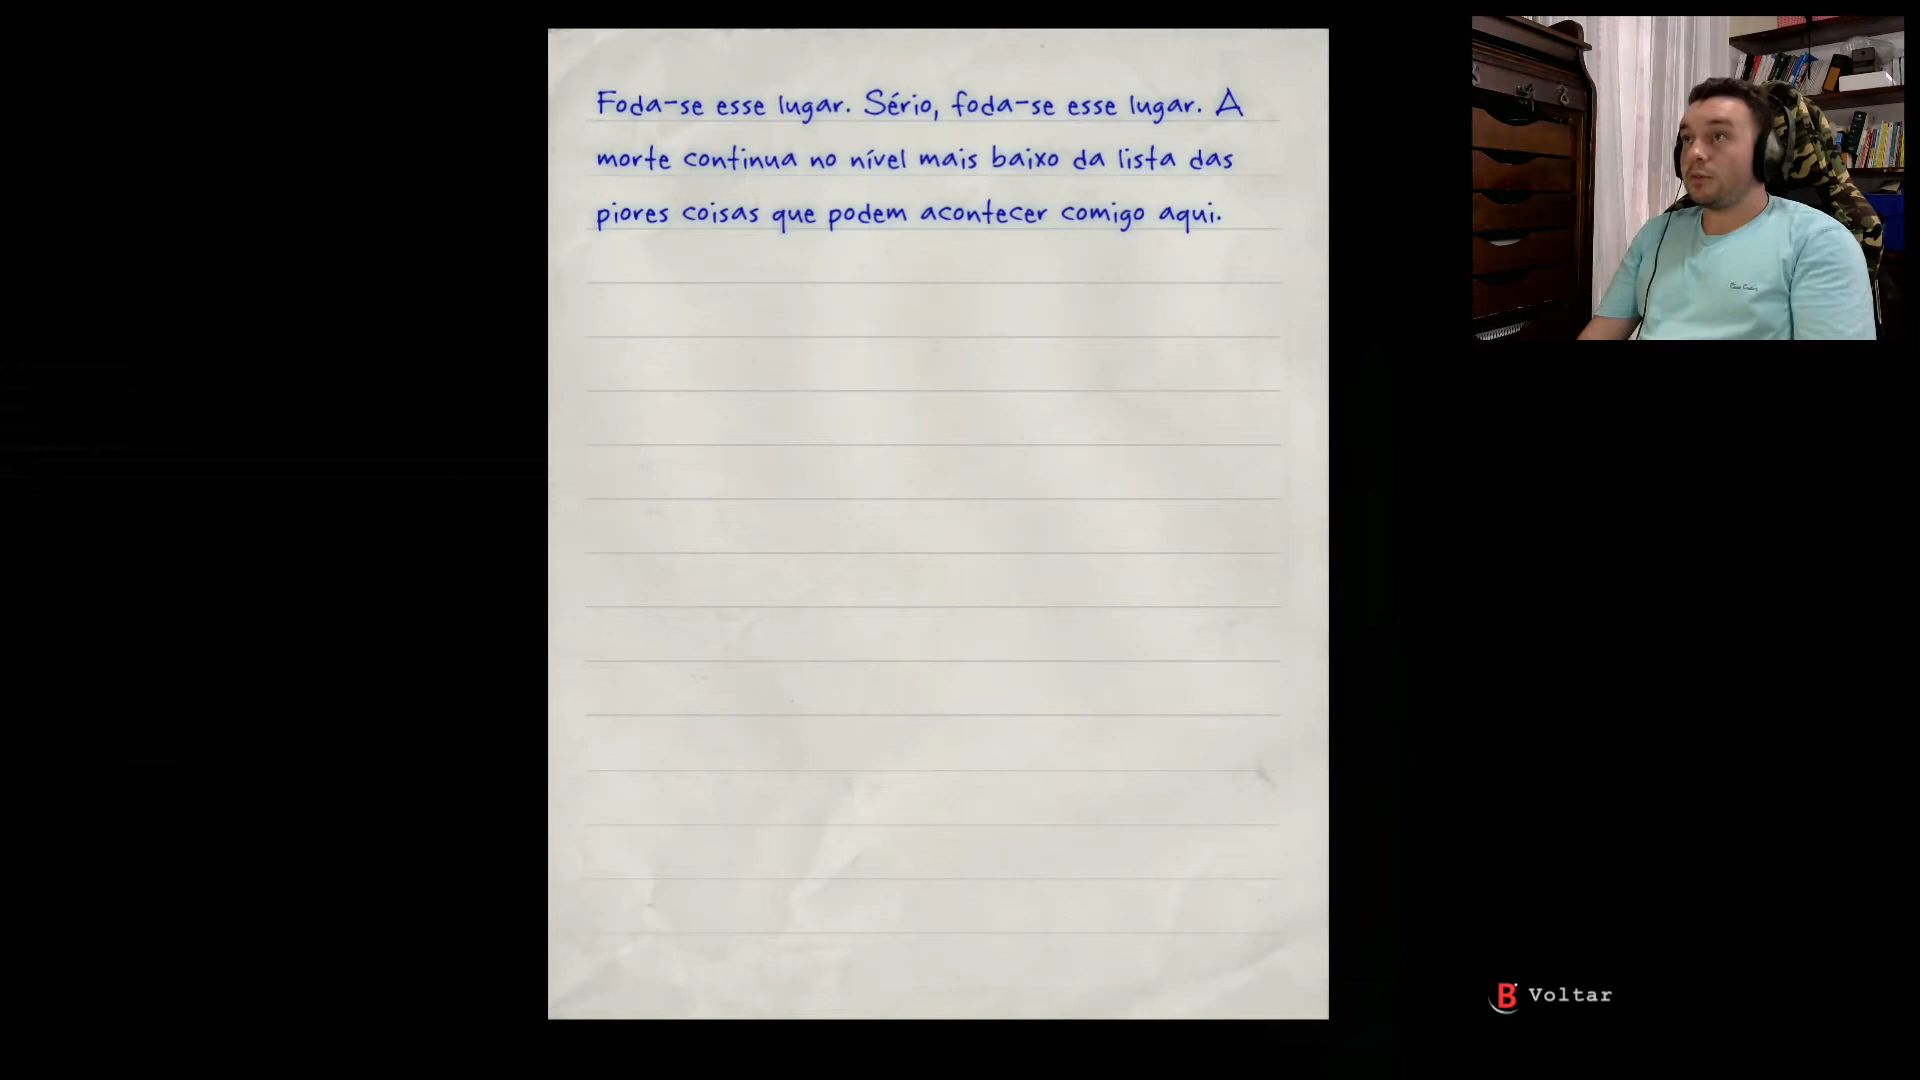 Foda-se esse lugar. Sério, foda-se esse lugar. A
morte continua no nível mais baixo da lista das
piores coisas que podem acontecer comigo aqui.
B Voltar